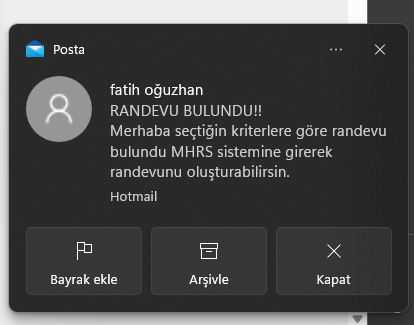 Posta
fatih oğuzhan
RANDEVU BULUNDU!!
Merhaba seçtiğin kriterlere göre randevu
bulundu MHRS sistemine girerek
randevunu oluşturabilirsin.
Hotmail
Bayrak ekle
Arşivle
Kapat